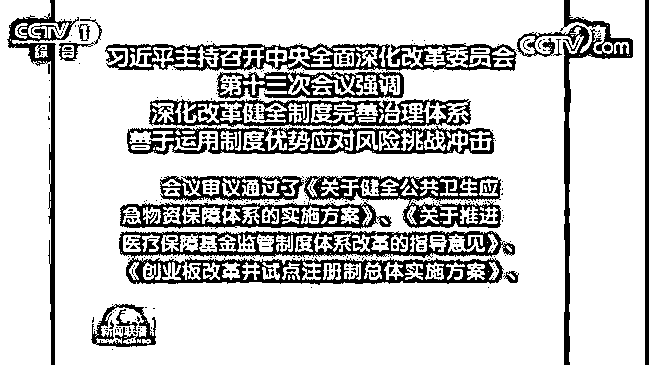 CCTV 1
综合
CCTV.com
习近平主持召开中央全面深化改革委员会
第十三次会议强调
深化改革健全制度完善治理体系
善于运用制度优势应对风险挑战冲击
会议审议通过了《关于健全公共卫生应
急物资保障体系的实施方案》、《关于推进
医疗保障基金监管制度体系改革的指导意见》、
《创业板改革并试点注册制总体实施方案》、
新闻联播